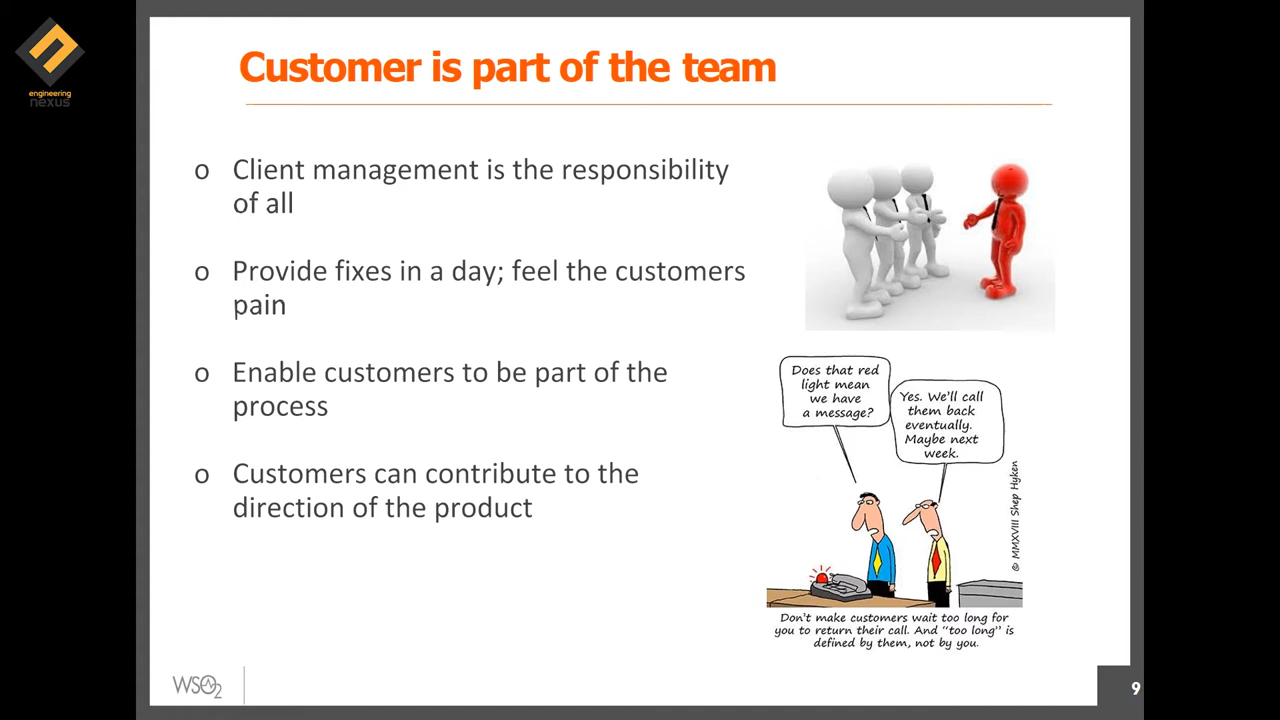 engineering
nexus
Customer is part of the team
o Client management is the responsibility
of all
o Provide fixes in a day; feel the customers
pain
o Enable customers to be part of the
process
o Customers can contribute to the
direction of the product
Does that red
light mean
we have
a message?
Yes. We'll call
them back
eventually.
Maybe next
week.
© MMXVIII Shep Hyken
Don't make customers wait too long for
you to return their call. And "too long" is
defined by them, not by you.
WSO2
9